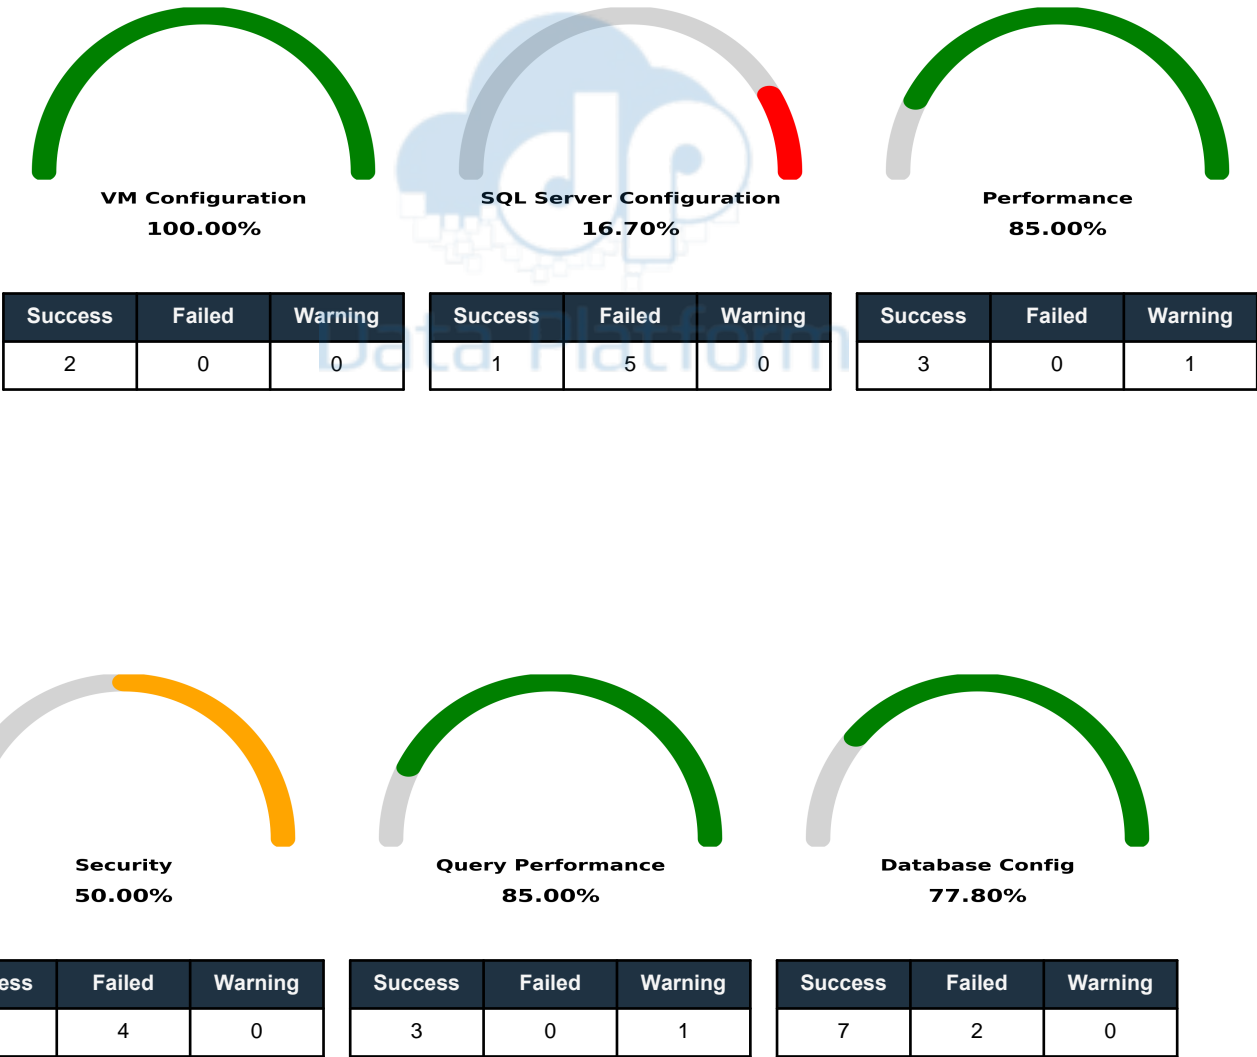 VM Configuration
100.00%
SQL Server Configuration
16.70%
Performance
85.00%
Success Failed Warning
2 0 0
Success Failed Warning
1 5 0
Success Failed Warning
3 0 1
dp
Data Platform
Security
50.00%
Query Performance
85.00%
Database Config
77.80%
ess Failed Warning
4 0
Success Failed Warning
3 0 1
Success Failed Warning
7 2 0